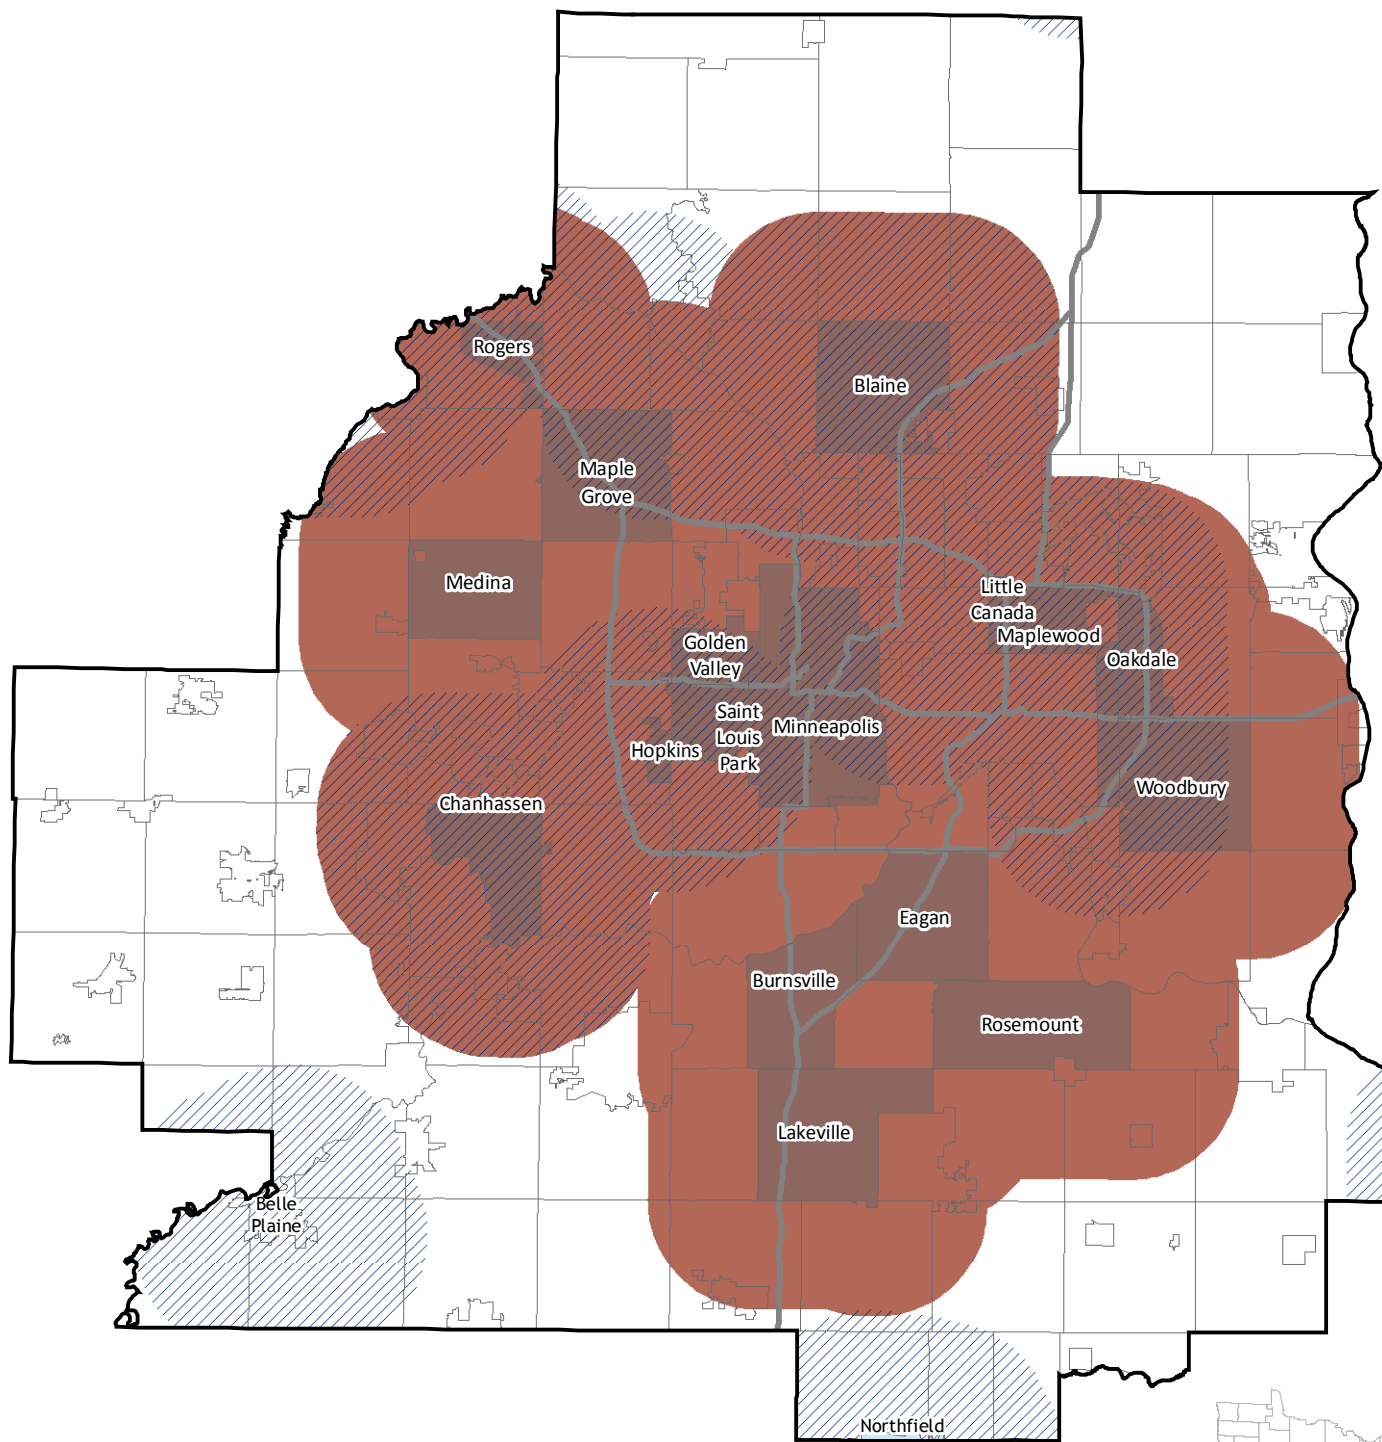 Rogers
Blaine
Maple
Grove
Medina
Little
Canada
Maplewood
Golden
Valley
Oakdale
Saint
Louis
Park
Minneapolis
Hopkins
Woodbury
Chanhassen
Eagan
Burnsville
Rosemount
Lakeville
Belle
Plaine
Northfield